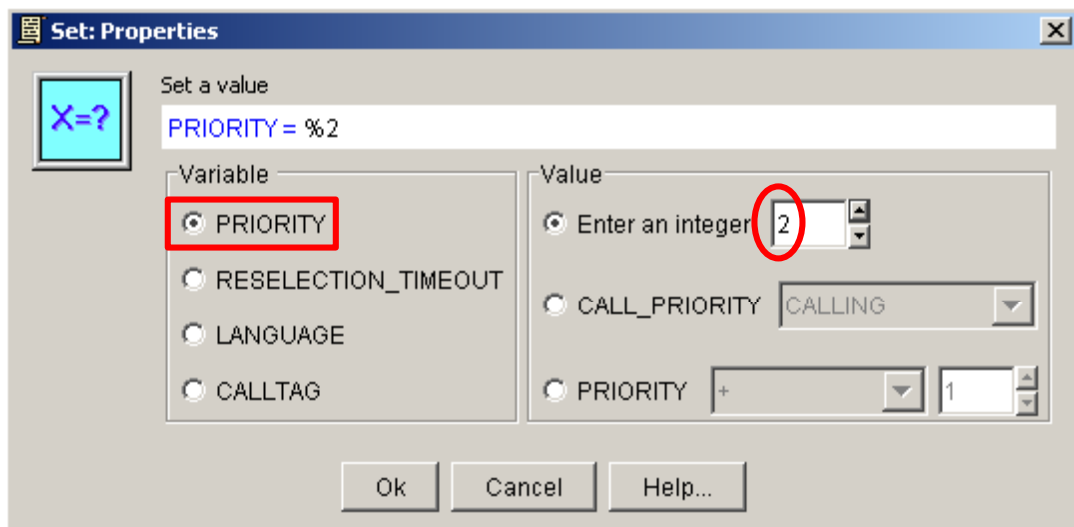 Set: Properties
X=?
Set a value
PRIORITY = %2
Variable
PRIORITY
RESELECTION_TIMEOUT
LANGUAGE
CALLTAG
Value
Enter an integer 2
CALL_PRIORITY CALLING
PRIORITY + 1
Ok Cancel Help...